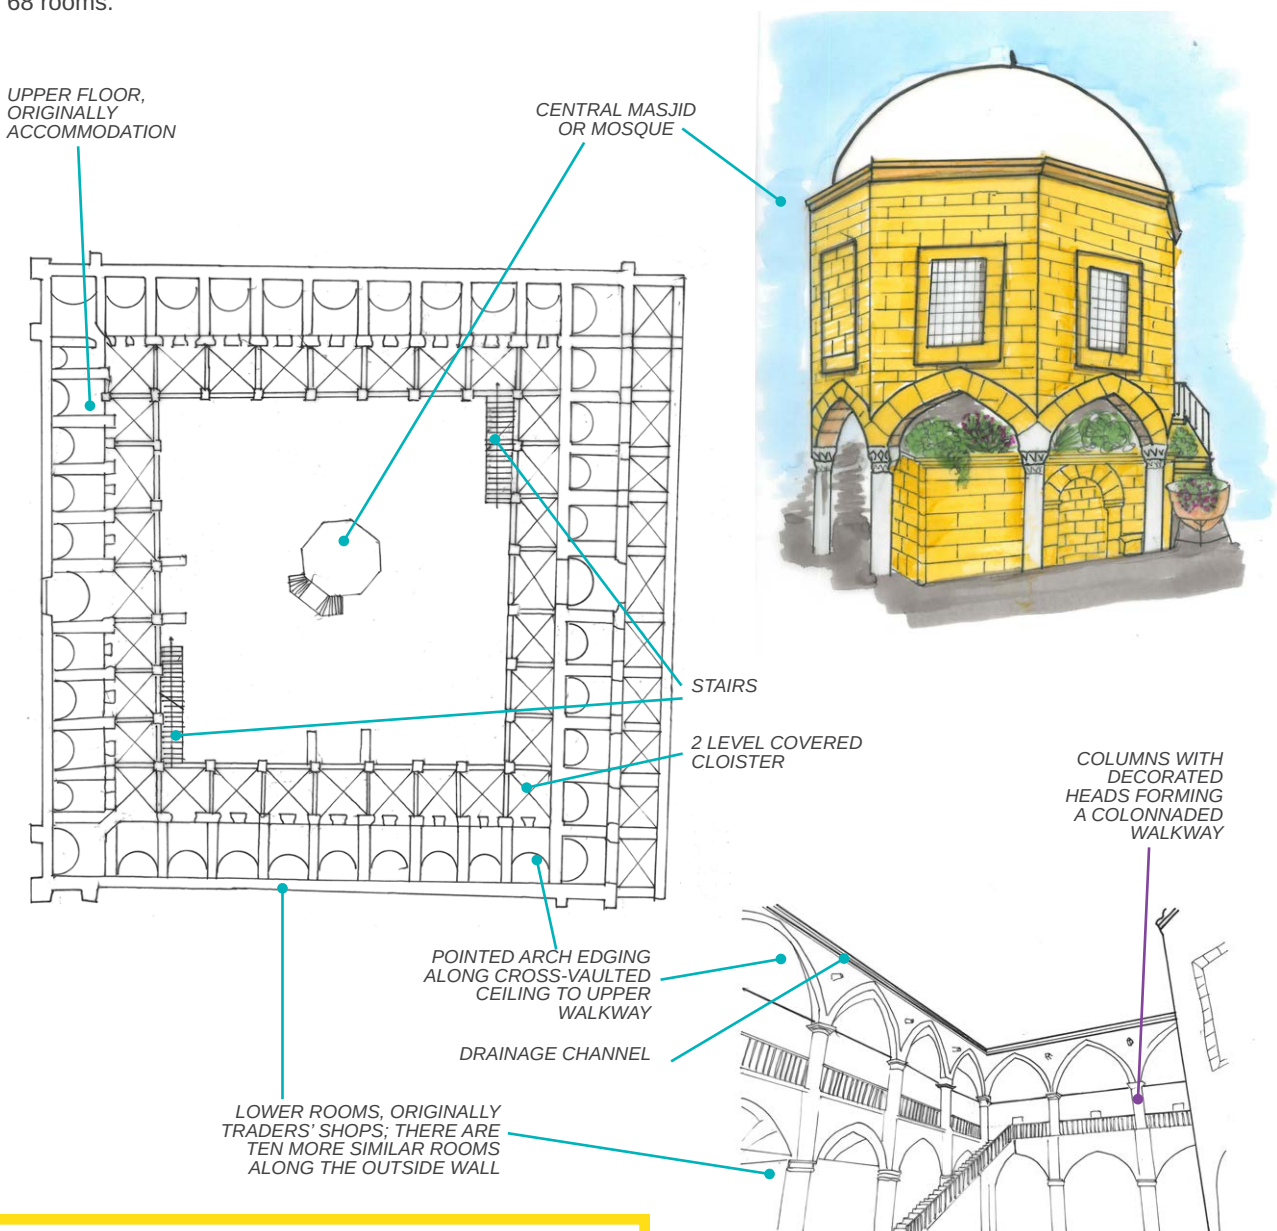 68 rooms.
UPPER FLOOR,
ORIGINALLY
ACCOMMODATION
CENTRAL MASJID
OR MOSQUE
STAIRS
2 LEVEL COVERED
CLOISTER
COLUMNS WITH
DECORATED
HEADS FORMING
A COLONNADED
WALKWAY
POINTED ARCH EDGING
ALONG CROSS-VAULTED
CEILING TO UPPER
WALKWAY
DRAINAGE CHANNEL
LOWER ROOMS, ORIGINALLY
TRADERS’ SHOPS; THERE ARE
TEN MORE SIMILAR ROOMS
ALONG THE OUTSIDE WALL